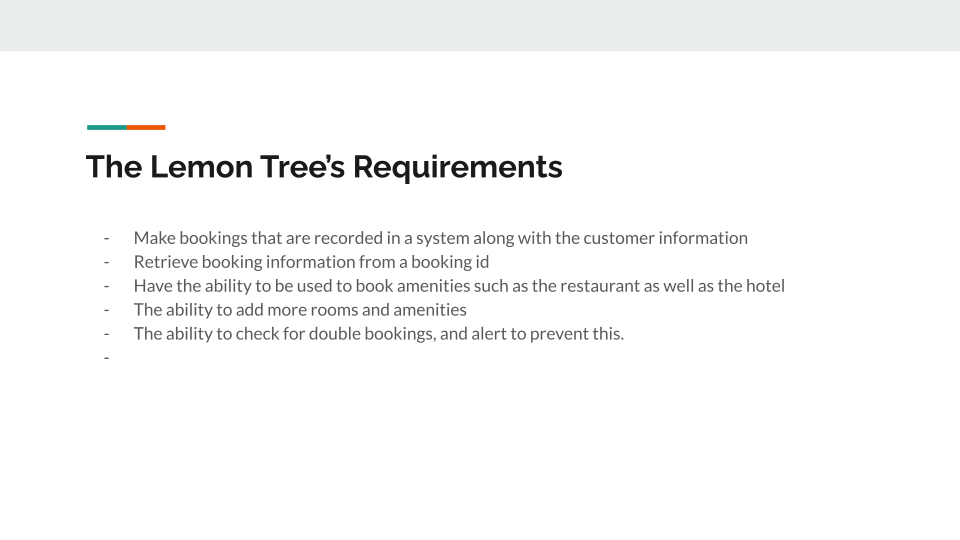 The Lemon Tree’s Requirements
- Make bookings that are recorded in a system along with the customer information
- Retrieve booking information from a booking id
- Have the ability to be used to book amenities such as the restaurant as well as the hotel
- The ability to add more rooms and amenities
- The ability to check for double bookings, and alert to prevent this.
-